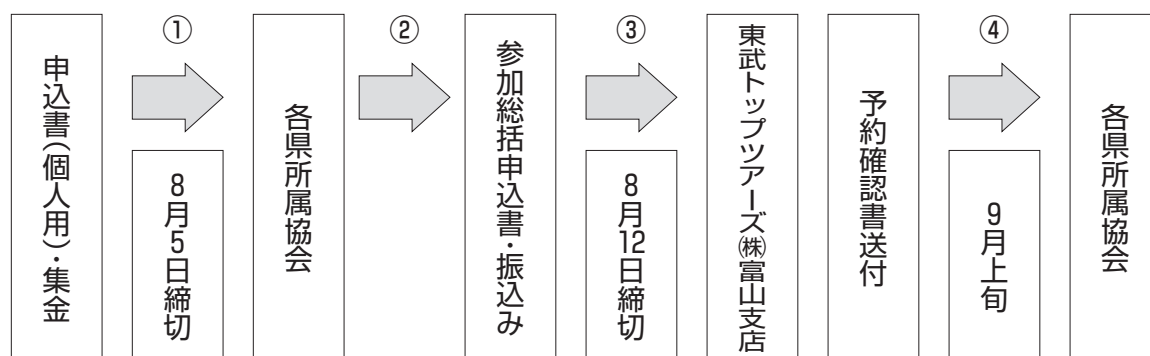 申込書(個人用)・集金
①
8月5日締切
各県所属協会
②
参加総括申込書・振込み
③
8月12日締切
東武トップツアーズ㈱富山支店
予約確認書送付
④
9月上旬
各県所属協会